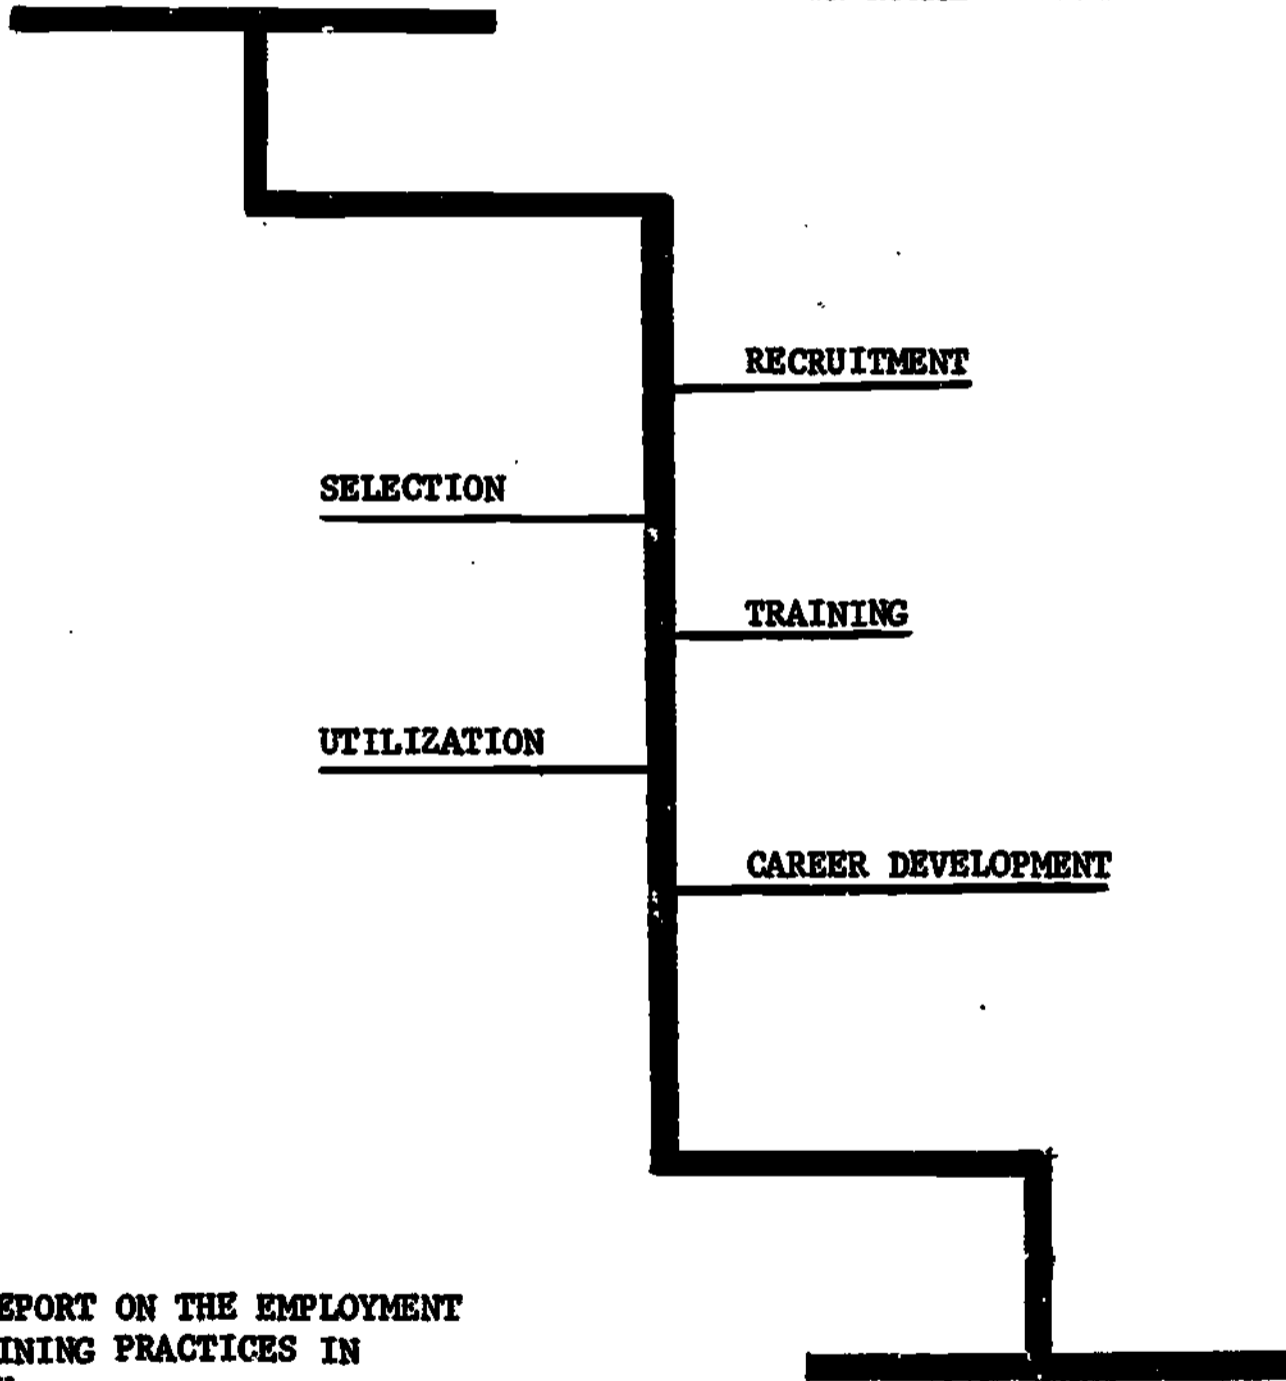 RECRUITMENT
SELECTION
TRAINING
UTILIZATION
CAREER DEVELOPMENT
EPORT ON THE EMPLOYMENT
INING PRACTICES IN